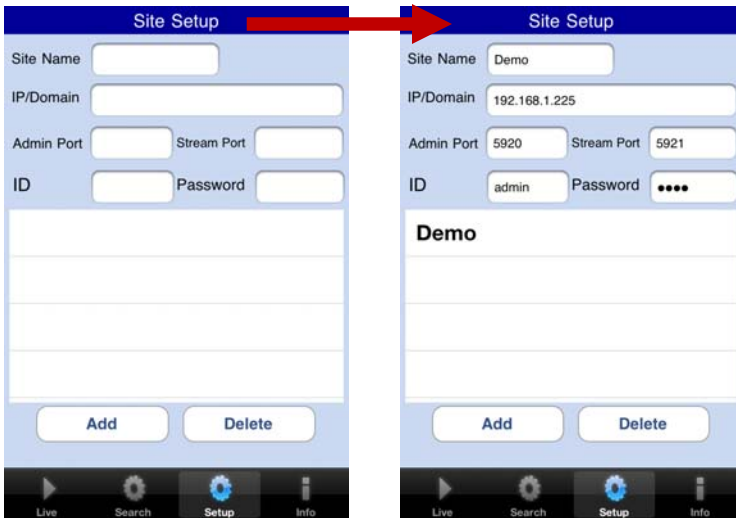 Site Setup
Site Name
IP/Domain
Admin Port Stream Port
ID Password
Add Delete
Live Search Setup Info
Site Setup
Site Name Demo
IP/Domain 192.168.1.225
Admin Port 5920 Stream Port 5921
ID admin Password ●●●●
Demo
Add Delete
Live Search Setup Info